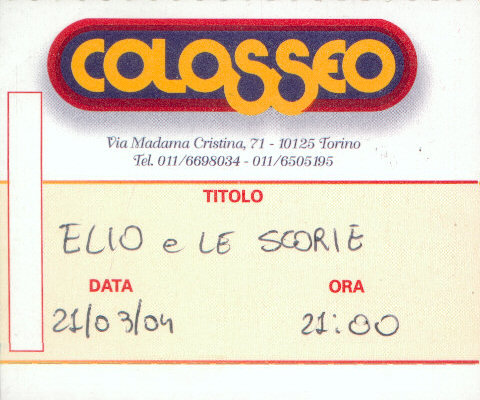 COLOSSEO
Via Madama Cristina, 71 - 10125 Torino
Tel. 011/6698034 - 011/6505195
TITOLO
ELIO e LE SCORIE
DATA ORA
21/03/04 21:00